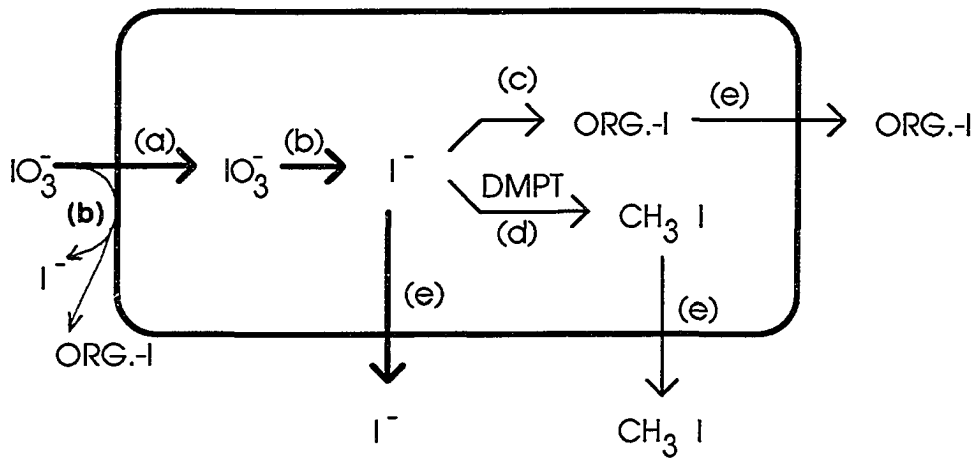 (c)
(e)
ORG.-I
ORG.-I
(a)
(b)
IO₃⁻
IO₃⁻
I⁻
DMPT
(b)
(d)
CH₃ I
I⁻
(e)
(e)
ORG.-I
I⁻
CH₃ I